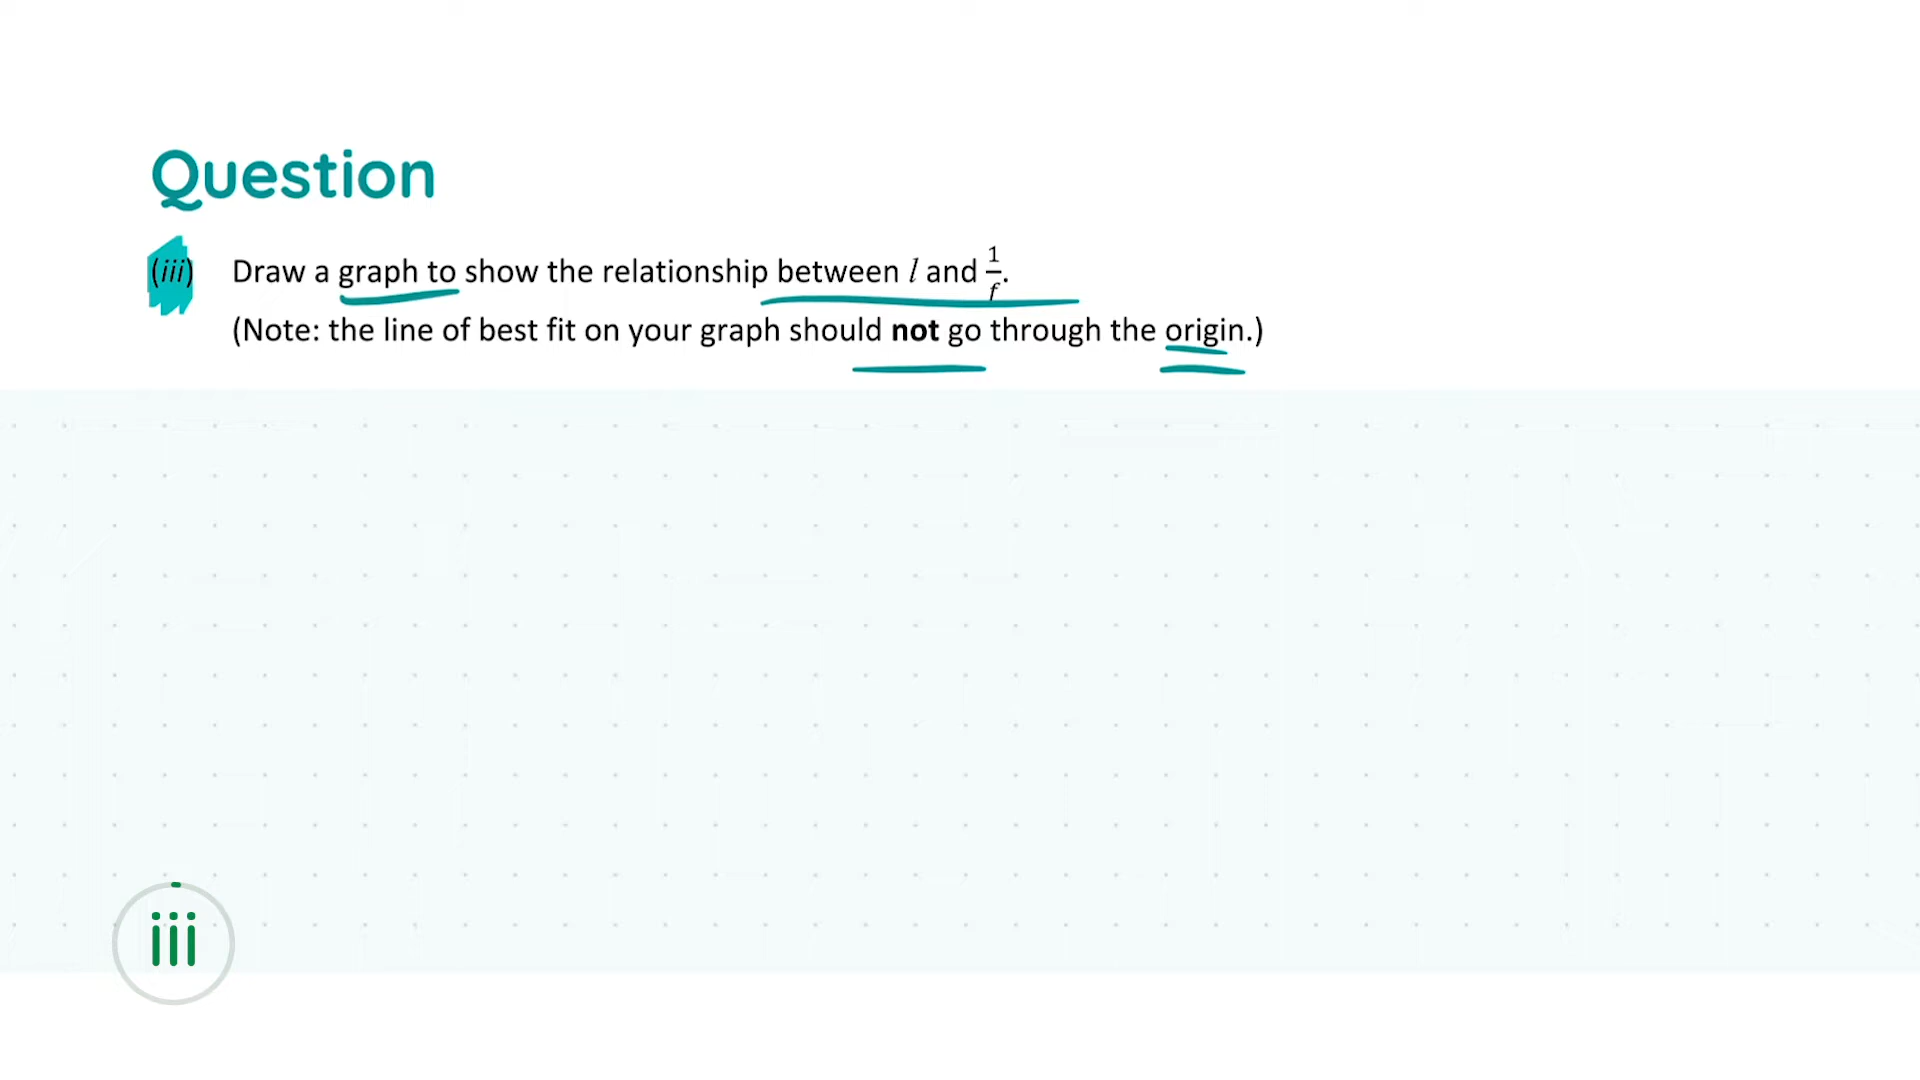 Question
(iii) Draw a graph to show the relationship between l and 1/f.
(Note: the line of best fit on your graph should not go through the origin.)
iii